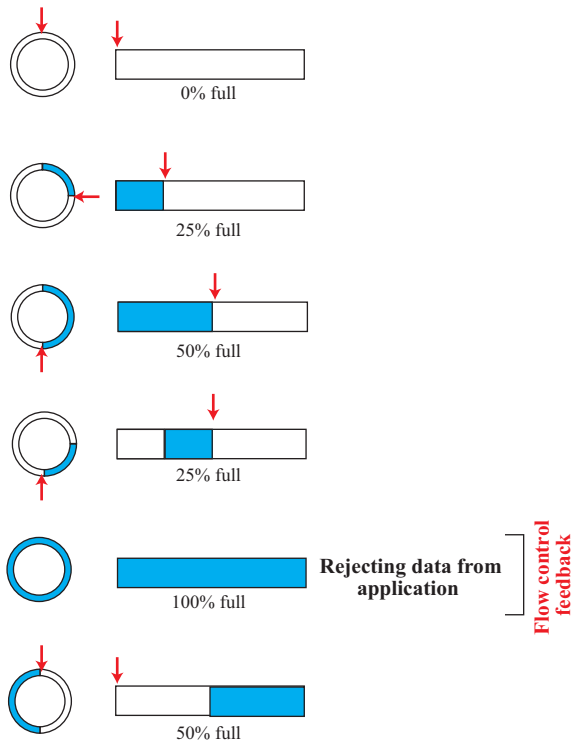 0% full
25% full
50% full
25% full
Rejecting data from
application
100% full
Flow control
feedback
50% full